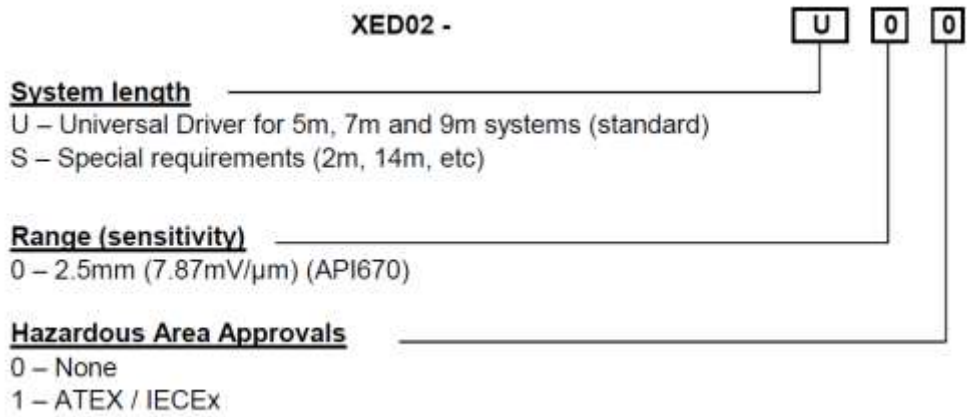 XED02 - U 0 0
System length
U – Universal Driver for 5m, 7m and 9m systems (standard)
S – Special requirements (2m, 14m, etc)
Range (sensitivity)
0 – 2.5mm (7.87mV/µm) (API670)
Hazardous Area Approvals
0 – None
1 – ATEX / IECEx